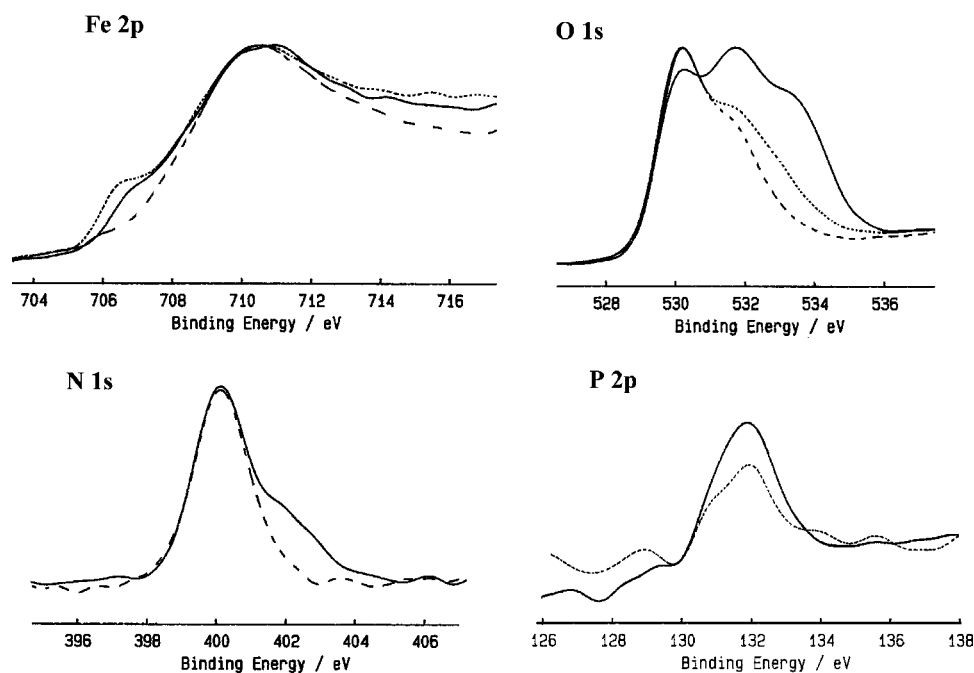 Fe 2p
704 706 708 710 712 714 716
Binding Energy / eV
O 1s
528 530 532 534 536
Binding Energy / eV
N 1s
396 398 400 402 404 406
Binding Energy / eV
P 2p
126 128 130 132 134 136 138
Binding Energy / eV